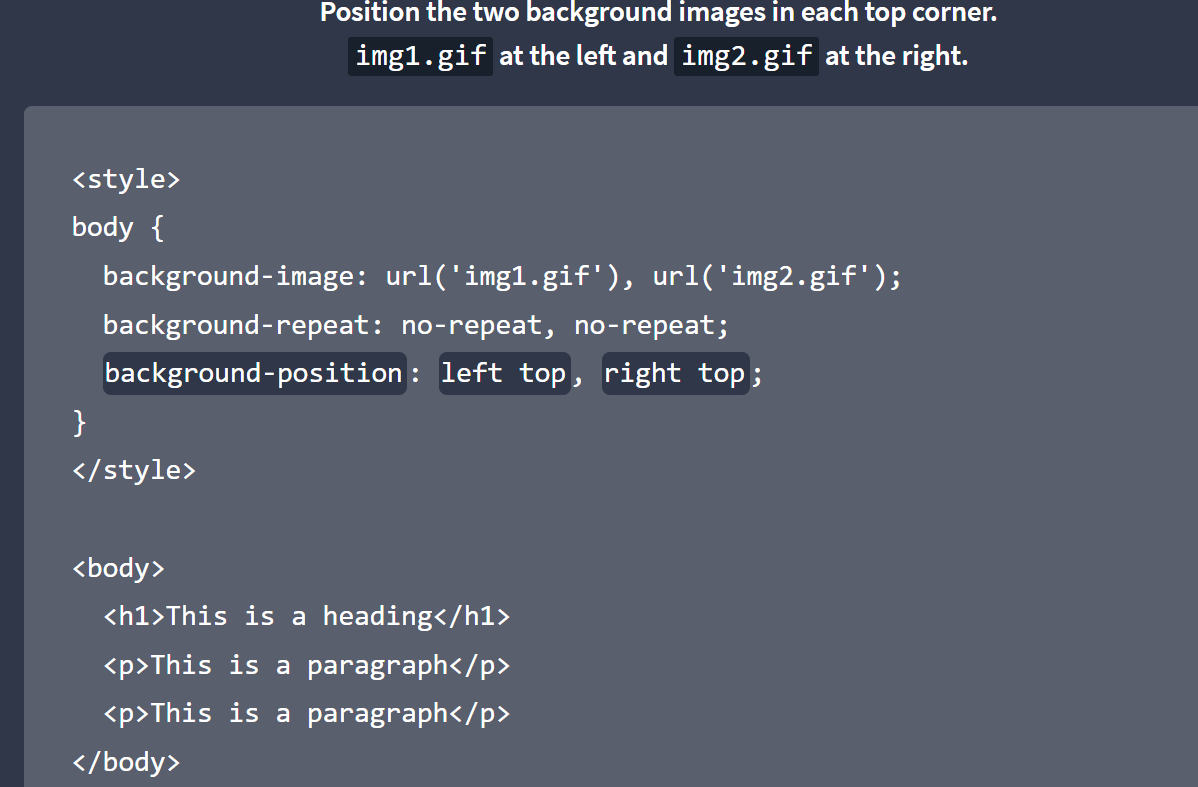 Position the two background images in each top corner.
img1.gif at the left and img2.gif at the right.
<style>
body {
  background-image: url('img1.gif'), url('img2.gif');
  background-repeat: no-repeat, no-repeat;
  background-position: left top, right top;
}
</style>
<body>
  <h1>This is a heading</h1>
  <p>This is a paragraph</p>
  <p>This is a paragraph</p>
</body>